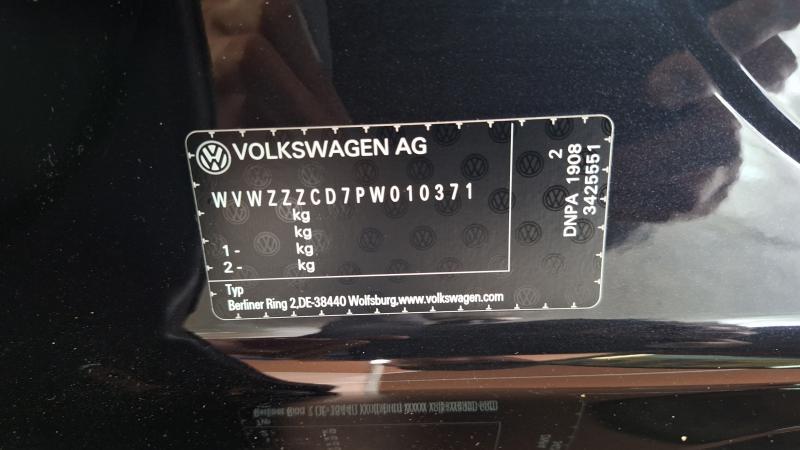 VOLKSWAGEN AG
WVWZZZCD7PW010371
kg
kg
1 - kg
2 - kg
Typ
Berliner Ring 2,DE-38440 Wolfsburg,www.volkswagen.com
2
DNPA 1908
3425551